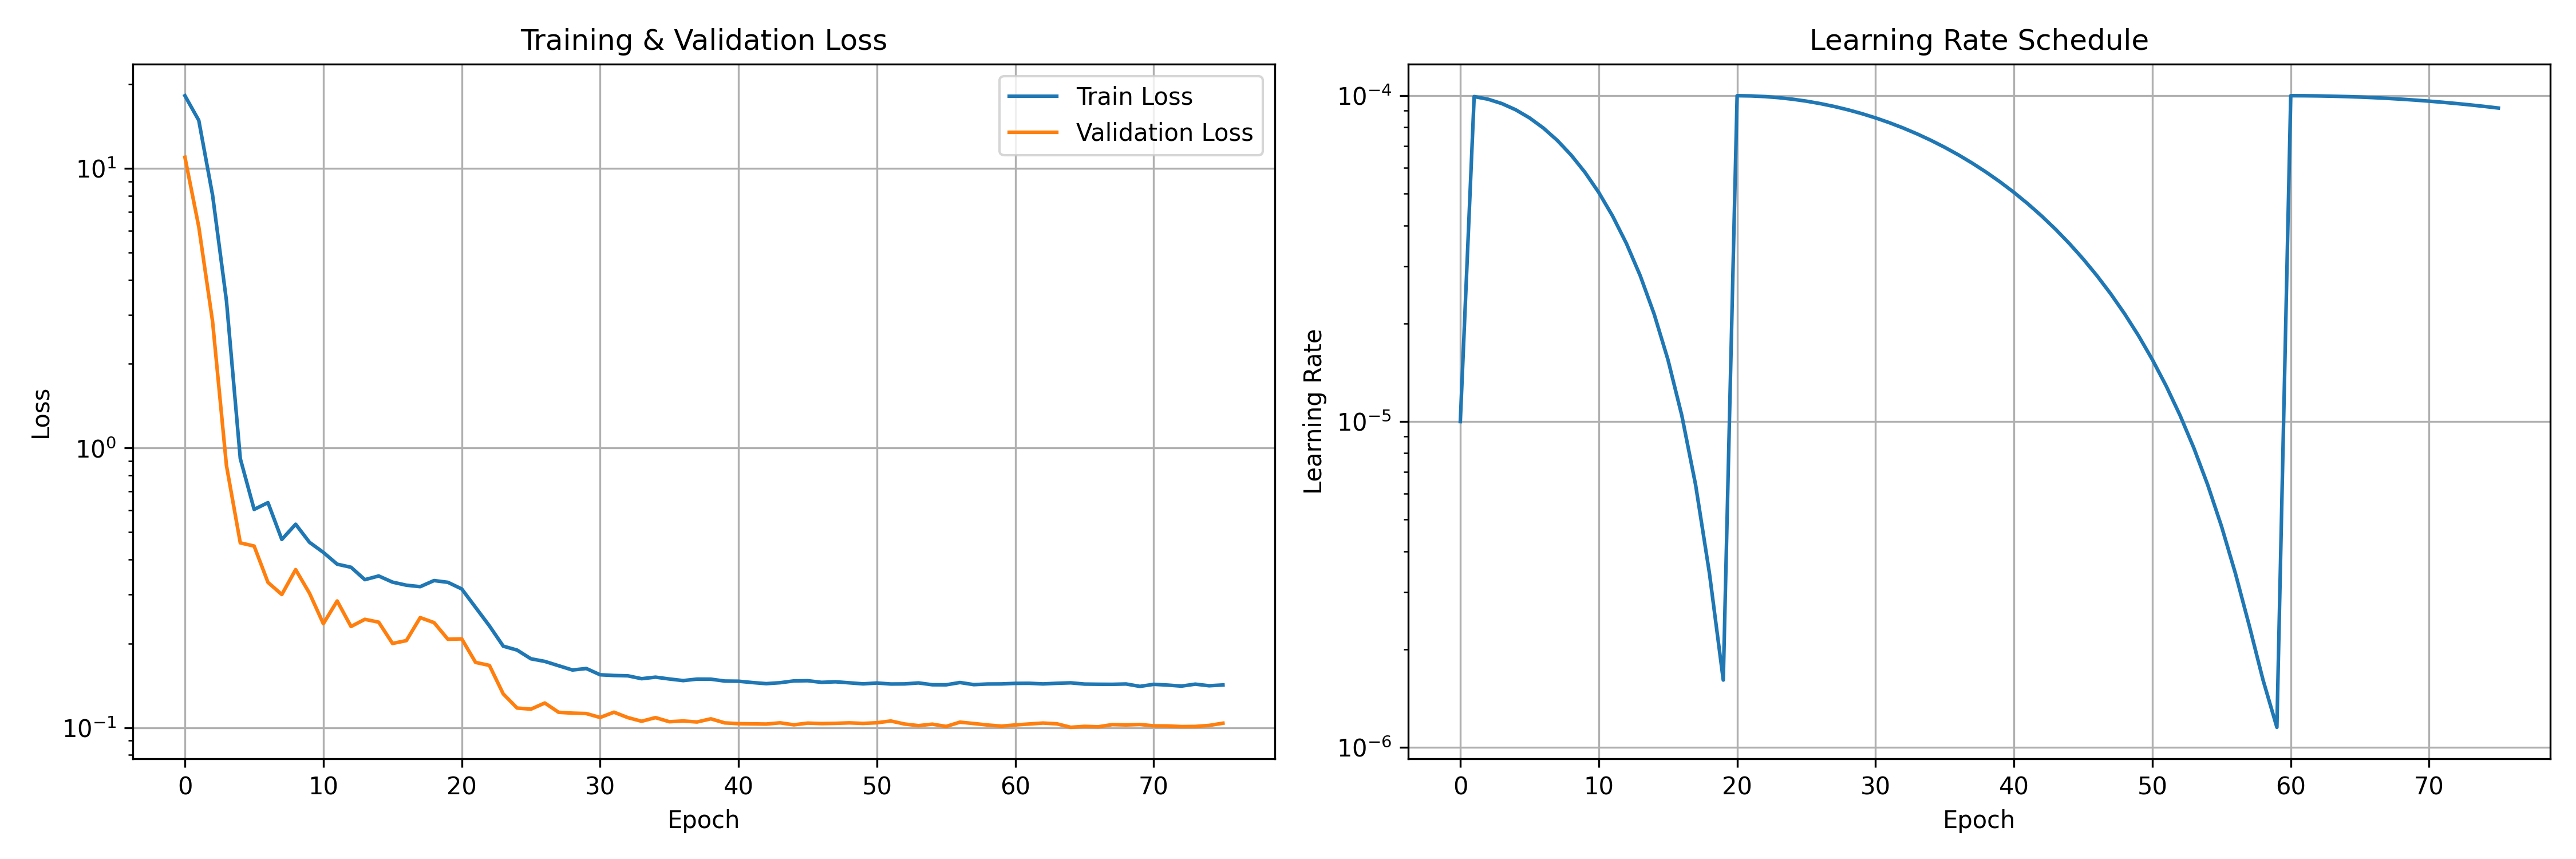 Training & Validation Loss
Train Loss
Validation Loss
10¹
10⁰
10⁻¹
Loss
0 10 20 30 40 50 60 70
Epoch
Learning Rate Schedule
10⁻⁴
10⁻⁵
10⁻⁶
Learning Rate
0 10 20 30 40 50 60 70
Epoch